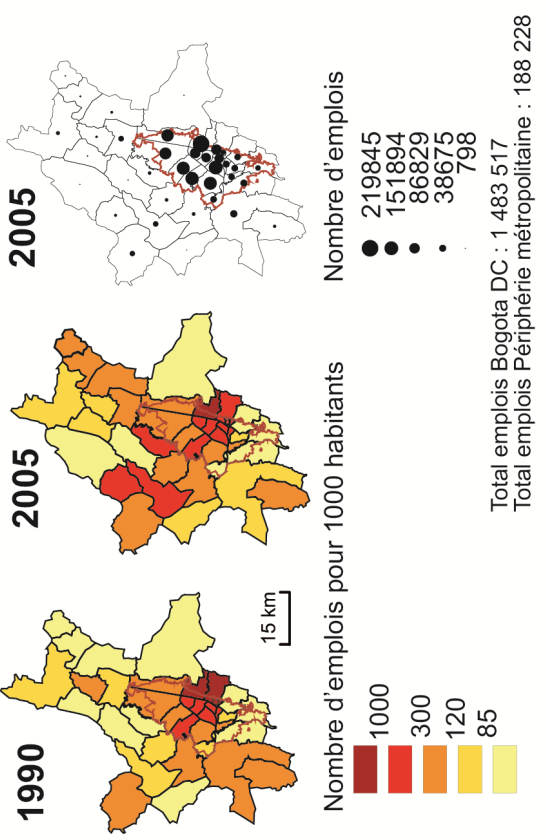 1990
2005
2005
15 km
Nombre d'emplois pour 1000 habitants
1000
300
120
85
Nombre d'emplois
219845
151894
86829
38675
798
Total emplois Bogota DC : 1 483 517
Total emplois Périphérie métropolitaine : 188 228